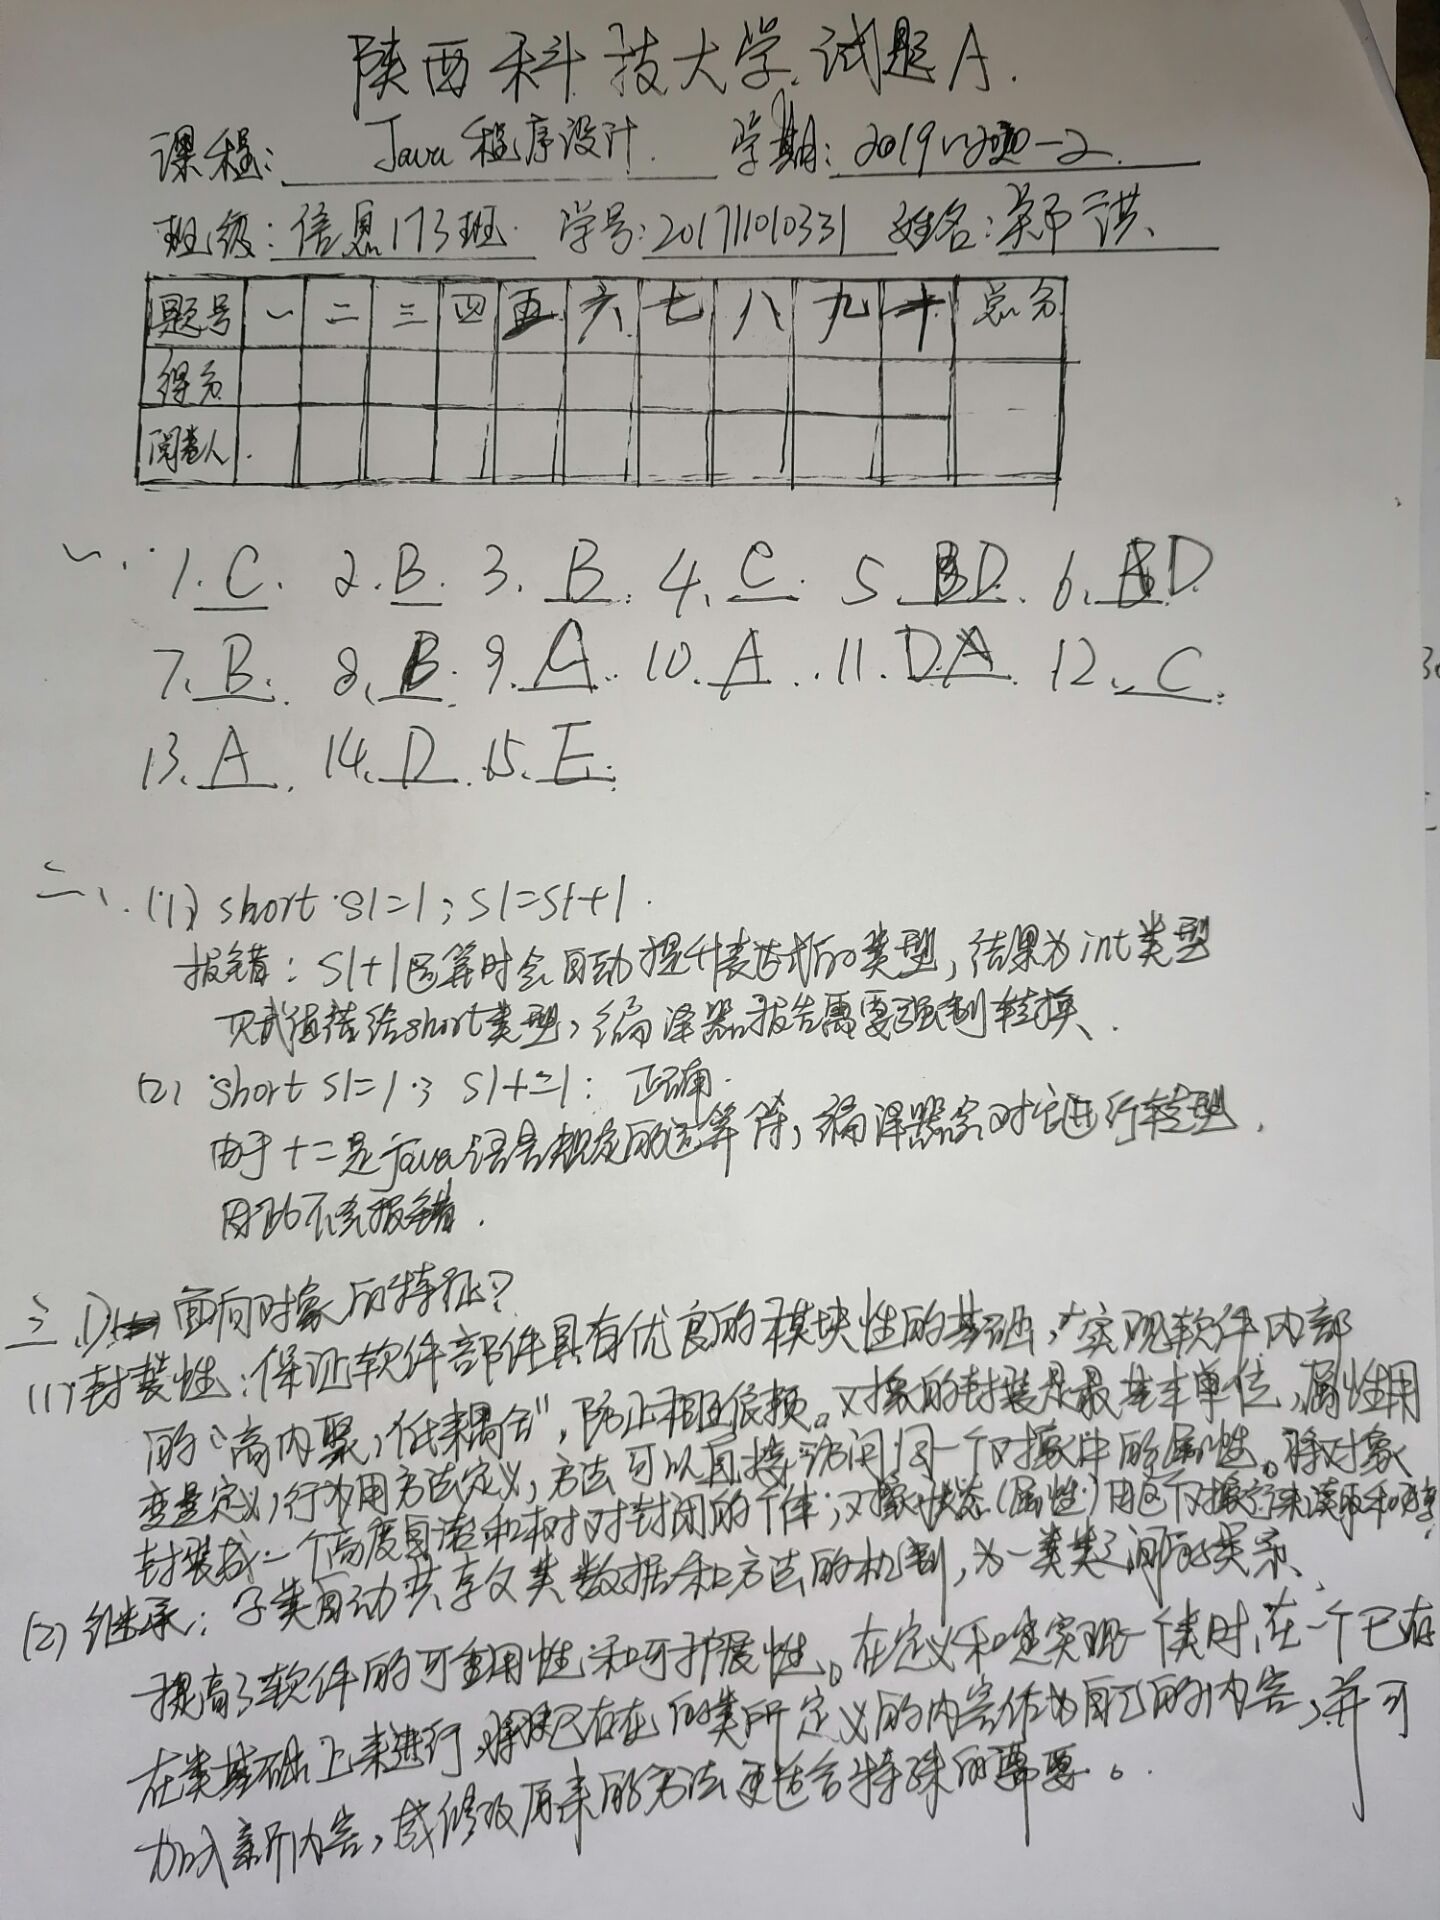 陕西科技大学试题A.
课程: Java程序设计. 学期: 2019~2020-2
班级: 信息173班 学号: 201711010331 姓名: 郭 洪
题号 一 二 三 四 五 六 七 八 九 十 总分
得分
阅卷人
一、 1. C. 2. B. 3. B. 4. C. 5 BD. 6. AD
7. B. 8. B. 9. A. 10. A. 11. DA. 12. C.
13. A. 14. D. 15. E.
二、(1) short s1=1; s1=s1+1.
报错: s1+1运算时会自动提升表达式的类型, 结果为int类型
赋值给short类型, 编译器报告需要强制转换.
(2) short s1=1; s1+=1: 正确.
由于+=是java语言规定的运算符, 编译器会对它进行转型,
因此不会报错.
三、1) 面向对象的特征?
(1) 封装性: 保证软件部件具有优良的模块性的基础, 实现软件内部
的"高内聚, 低耦合", 防止相互依赖。对象的封装是最基本单位, 属性用
变量定义, 行为用方法定义, 方法可以直接访问同一个对象中的属性。将对象
封装成一个高度自治和相对封闭的个体; 对象状态(属性)由这个对象 来读取和
(2) 继承: 子类自动共享父类数据和方法的机制, 为一类类之间的关系、
提高了软件的可重用性和可扩展性。在定义和实现一个类时, 在一个已存
在类基础上来进行, 将已存在的类所定义的内容作为自己的内容, 并可
加入新内容, 或修改原来的方法更适合特殊的需要。